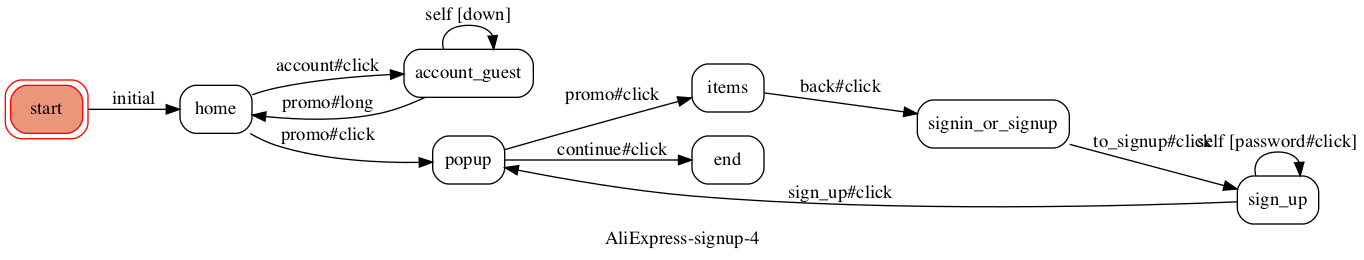 self [down]
account#click
account_guest
start
initial
home
promo#long
promo#click
popup
promo#click
continue#click
items
end
back#click
signin_or_signup
to_signup#click
self [password#click]
sign_up
sign_up#click
AliExpress-signup-4